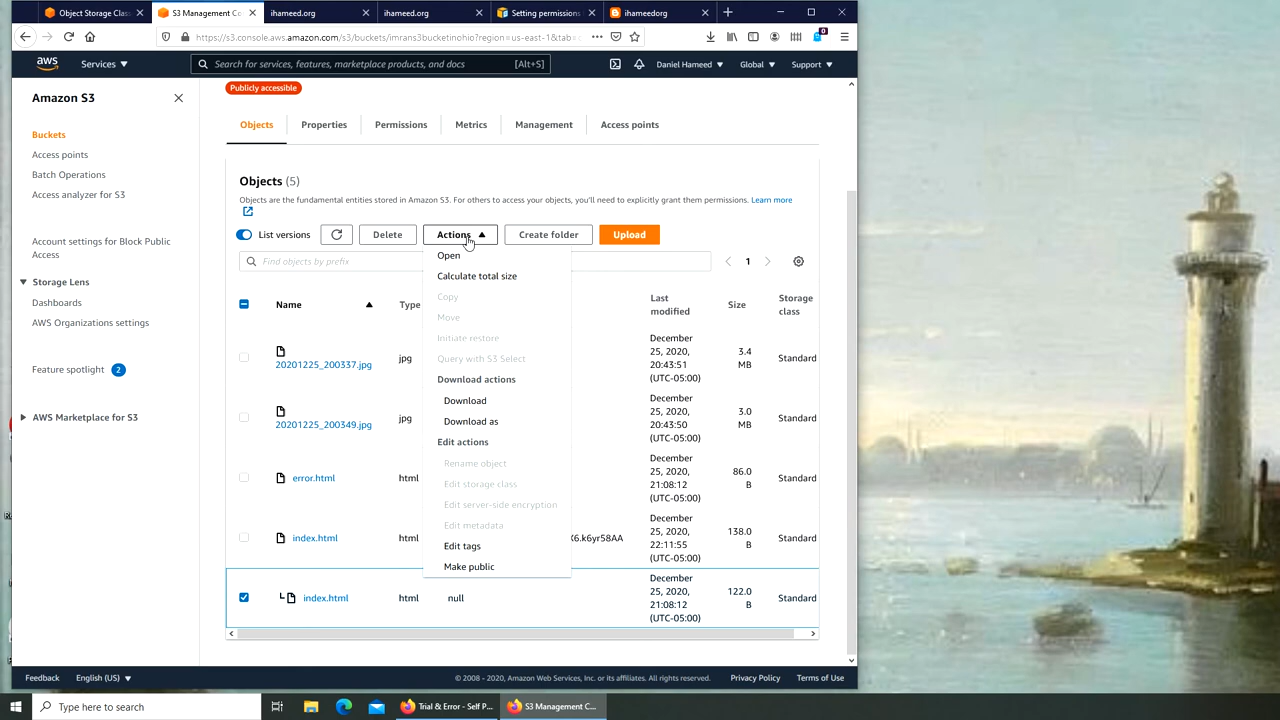 Object Storage Clas
S3 Management Co
ihameed.org
ihameed.org
Setting permissions
ihameedorg
https://s3.console.aws.amazon.com/s3/buckets/imrans3bucketinohio?region=us-east-1&tab=
0
aws
Services
Search for services, features, marketplace products, and docs
[Alt+S]
Daniel Hameed
Global
Support
Amazon S3
Publicly accessible
Objects
Properties
Permissions
Metrics
Management
Access points
Buckets
Access points
Batch Operations
Access analyzer for S3
Account settings for Block Public
Access
Storage Lens
Dashboards
AWS Organizations settings
Feature spotlight 2
AWS Marketplace for S3
Objects (5)
Objects are the fundamental entities stored in Amazon S3. For others to access your objects, you'll need to explicitly grant them permissions. Learn more
List versions
Delete
Actions
Create folder
Upload
Find objects by prefix
1
Open
Calculate total size
Copy
Move
Initiate restore
Query with S3 Select
Download actions
Download
Download as
Edit actions
Rename object
Edit storage class
Edit server-side encryption
Edit metadata
Edit tags
Make public
Name
Type
Last
modified
Size
Storage
class
20201225_200337.jpg
jpg
December
25, 2020,
20:43:51
(UTC-05:00)
3.4
MB
Standard
20201225_200349.jpg
jpg
December
25, 2020,
20:43:50
(UTC-05:00)
3.0
MB
Standard
error.html
html
December
25, 2020,
21:08:12
(UTC-05:00)
86.0
B
Standard
index.html
html
X6.k6yr58AA
December
25, 2020,
22:11:55
(UTC-05:00)
138.0
B
Standard
index.html
html
null
December
25, 2020,
21:08:12
(UTC-05:00)
122.0
B
Standard
Feedback
English (US)
© 2008 - 2020, Amazon Web Services, Inc. or its affiliates. All rights reserved.
Privacy Policy
Terms of Use
Type here to search
Trial & Error - Self P...
S3 Management C...